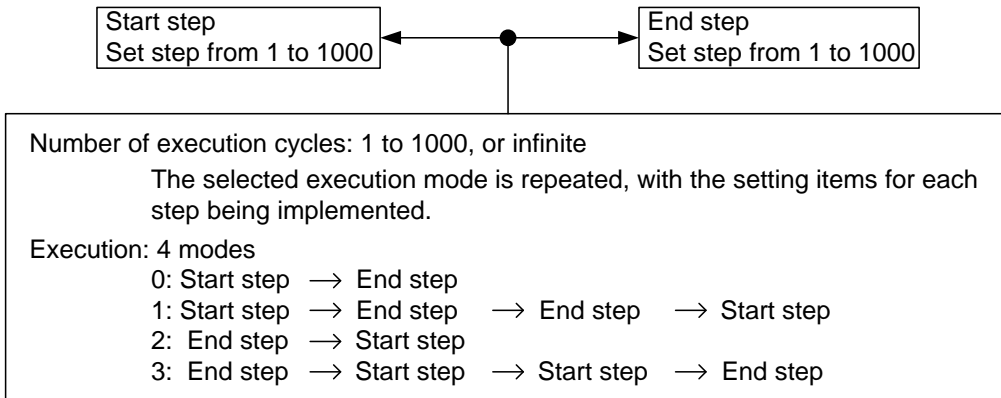 Start step
Set step from 1 to 1000
End step
Set step from 1 to 1000
Number of execution cycles: 1 to 1000, or infinite
The selected execution mode is repeated, with the setting items for each
step being implemented.
Execution: 4 modes
0: Start step → End step
1: Start step → End step → End step → Start step
2: End step → Start step
3: End step → Start step → Start step → End step